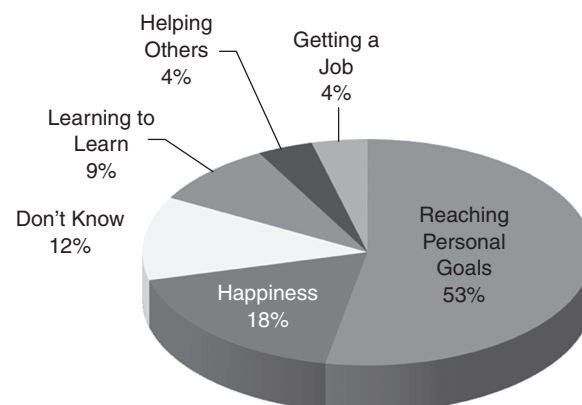 Helping
Others
4%
Getting a
Job
4%
Learning to
Learn
9%
Don't Know
12%
Happiness
18%
Reaching
Personal
Goals
53%